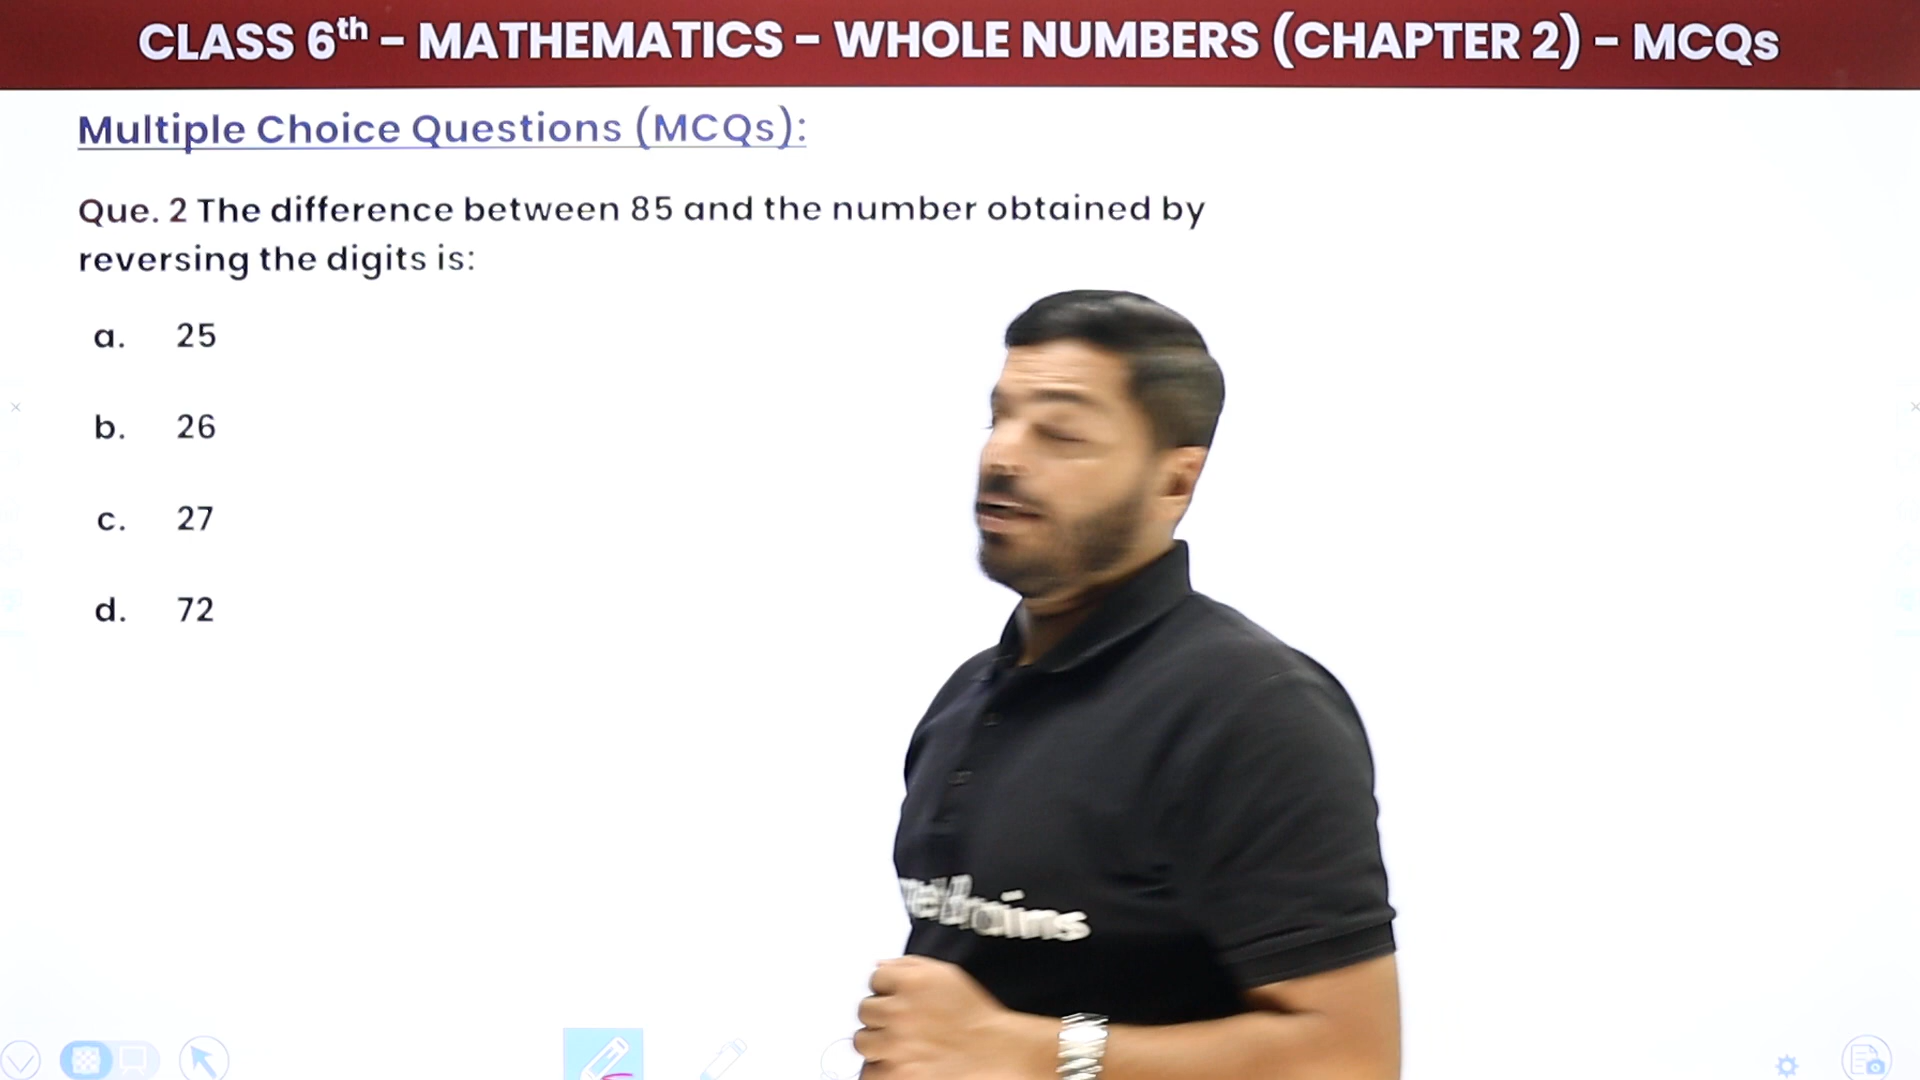 CLASS 6th - MATHEMATICS - WHOLE NUMBERS (CHAPTER 2) - MCQs
Multiple Choice Questions (MCQs):
Que. 2 The difference between 85 and the number obtained by
reversing the digits is:
a. 25
b. 26
c. 27
d. 72
Brains